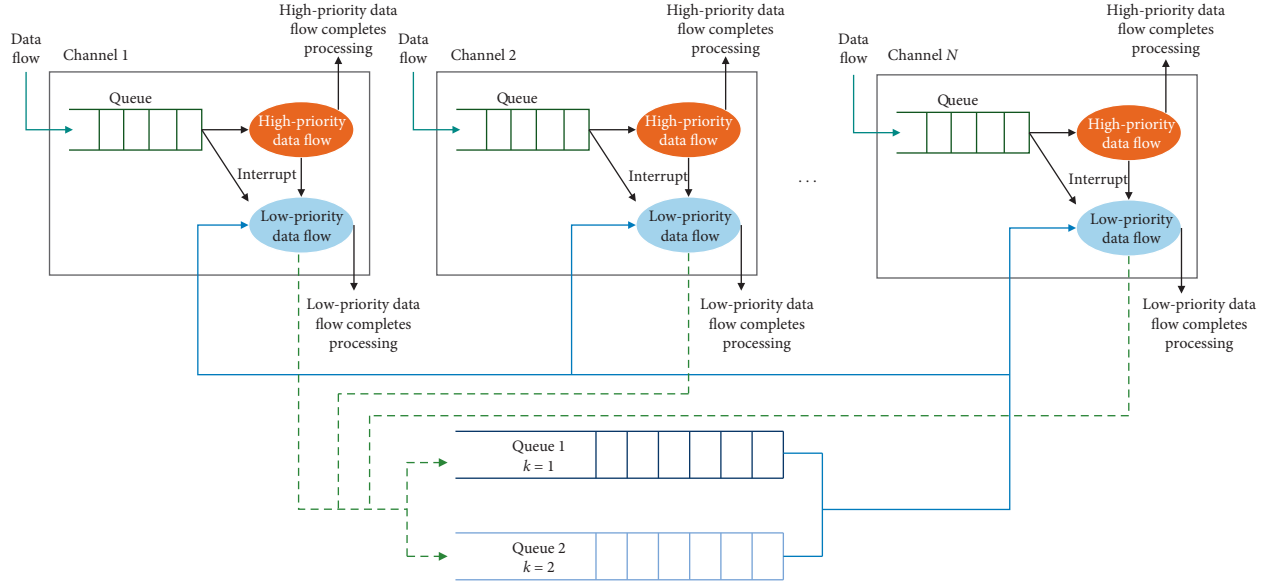 High-priority data
flow completes
processing
Data
flow
Channel 1
Queue
High-priority
data flow
Interrupt
Low-priority
data flow
Low-priority data
flow completes
processing
High-priority data
flow completes
processing
Data
flow
Channel 2
Queue
High-priority
data flow
Interrupt
Low-priority
data flow
Low-priority data
flow completes
processing
...
High-priority data
flow completes
processing
Data
flow
Channel N
Queue
High-priority
data flow
Interrupt
Low-priority
data flow
Low-priority data
flow completes
processing
Queue 1
k = 1
Queue 2
k = 2